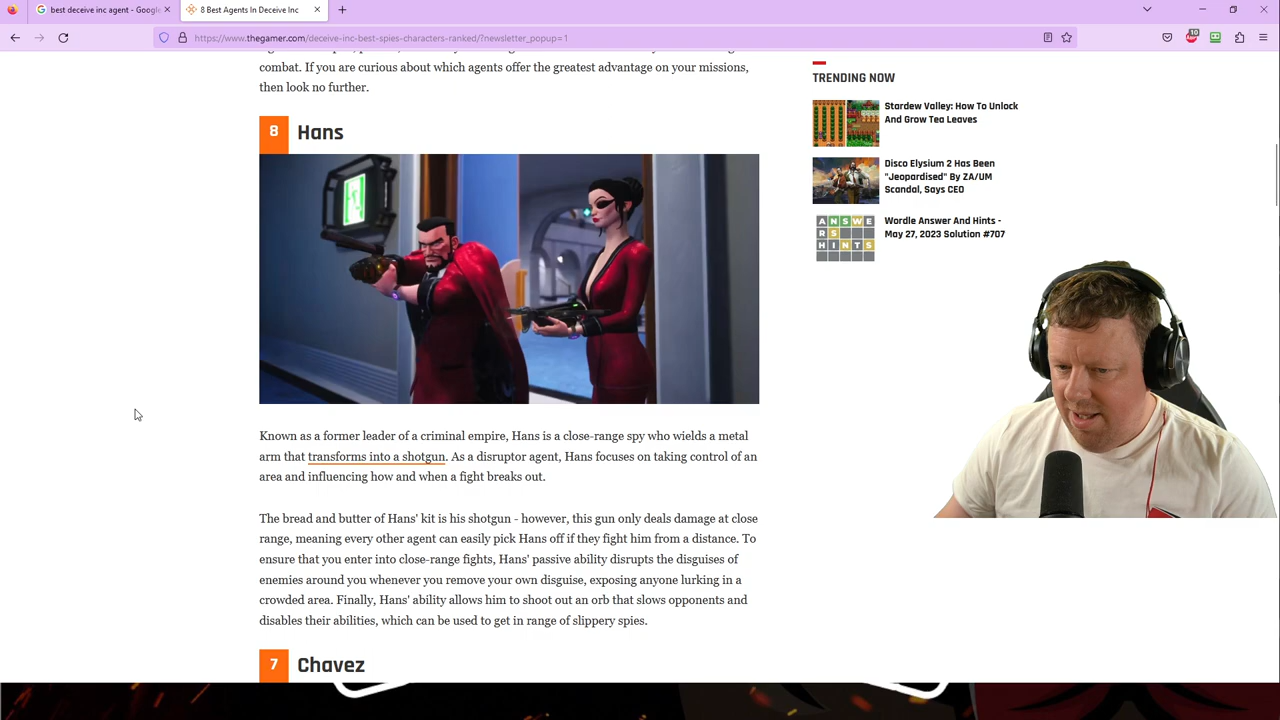 best deceive inc agent - Google
8 Best Agents In Deceive Inc
https://www.thegamer.com/deceive-inc-best-spies-characters-ranked/?newsletter_popup=1
10
combat. If you are curious about which agents offer the greatest advantage on your missions,
then look no further.
8 Hans
Known as a former leader of a criminal empire, Hans is a close-range spy who wields a metal
arm that transforms into a shotgun. As a disruptor agent, Hans focuses on taking control of an
area and influencing how and when a fight breaks out.
The bread and butter of Hans' kit is his shotgun - however, this gun only deals damage at close
range, meaning every other agent can easily pick Hans off if they fight him from a distance. To
ensure that you enter into close-range fights, Hans' passive ability disrupts the disguises of
enemies around you whenever you remove your own disguise, exposing anyone lurking in a
crowded area. Finally, Hans' ability allows him to shoot out an orb that slows opponents and
disables their abilities, which can be used to get in range of slippery spies.
7 Chavez
TRENDING NOW
Stardew Valley: How To Unlock
And Grow Tea Leaves
Disco Elysium 2 Has Been
"Jeopardised" By ZA/UM
Scandal, Says CEO
ANSWE
RS
HINTS
Wordle Answer And Hints -
May 27, 2023 Solution #707